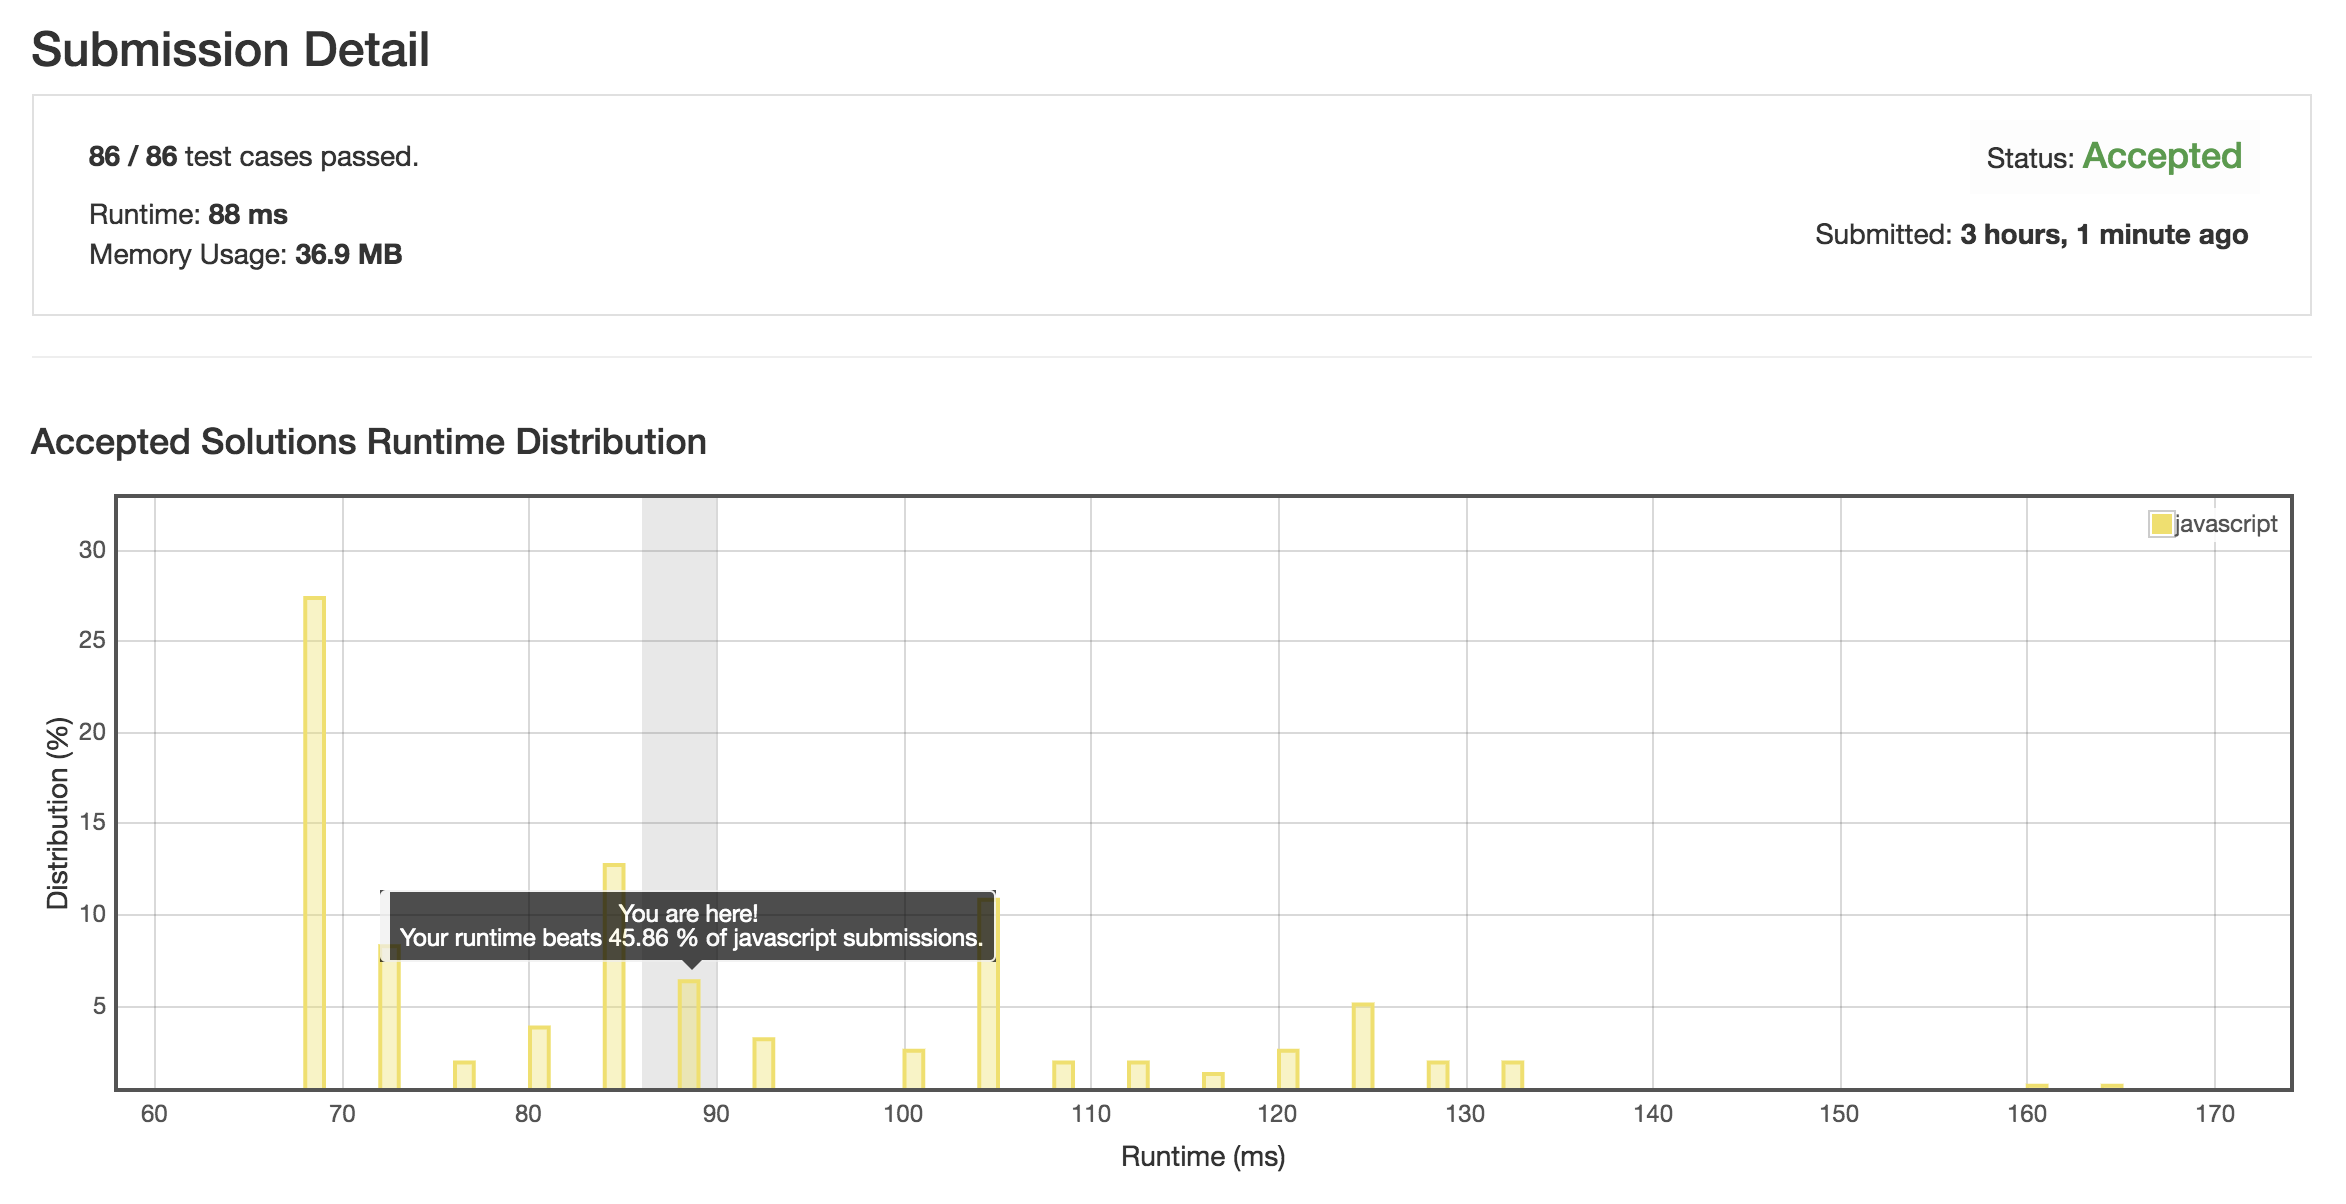 Submission Detail
86 / 86 test cases passed.
Status: Accepted
Runtime: 88 ms
Memory Usage: 36.9 MB
Submitted: 3 hours, 1 minute ago
Accepted Solutions Runtime Distribution
javascript
30
25
20
15
10
5
Distribution (%)
You are here!
Your runtime beats 45.86 % of javascript submissions.
60 70 80 90 100 110 120 130 140 150 160 170
Runtime (ms)